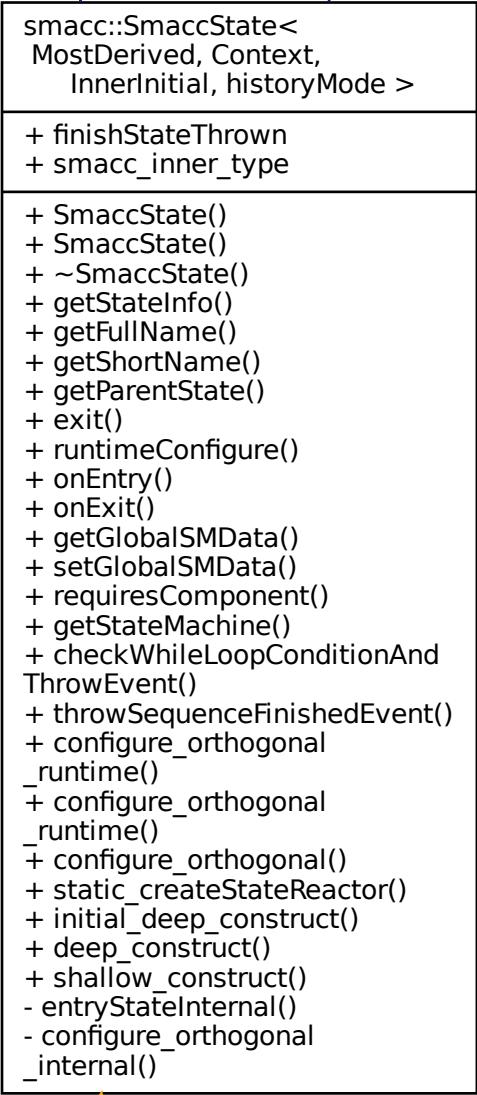 smacc::SmaccState<
MostDerived, Context,
InnerInitial, historyMode >
+ finishStateThrown
+ smacc_inner_type
+ SmaccState()
+ SmaccState()
+ ~SmaccState()
+ getStateInfo()
+ getFullName()
+ getShortName()
+ getParentState()
+ exit()
+ runtimeConfigure()
+ onEntry()
+ onExit()
+ getGlobalSMData()
+ setGlobalSMData()
+ requiresComponent()
+ getStateMachine()
+ checkWhileLoopConditionAnd
ThrowEvent()
+ throwSequenceFinishedEvent()
+ configure_orthogonal
_runtime()
+ configure_orthogonal
_runtime()
+ configure_orthogonal()
+ static_createStateReactor()
+ initial_deep_construct()
+ deep_construct()
+ shallow_construct()
- entryStateInternal()
- configure_orthogonal
_internal()